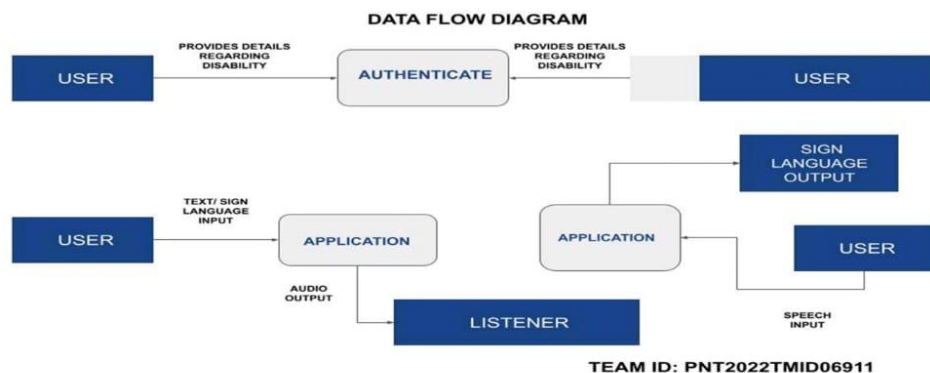 DATA FLOW DIAGRAM
PROVIDES DETAILS
REGARDING
DISABILITY
PROVIDES DETAILS
REGARDING
DISABILITY
USER
AUTHENTICATE
USER
SIGN
LANGUAGE
OUTPUT
TEXT/ SIGN
LANGUAGE
INPUT
USER
APPLICATION
APPLICATION
USER
AUDIO
OUTPUT
LISTENER
SPEECH
INPUT
TEAM ID: PNT2022TMID06911